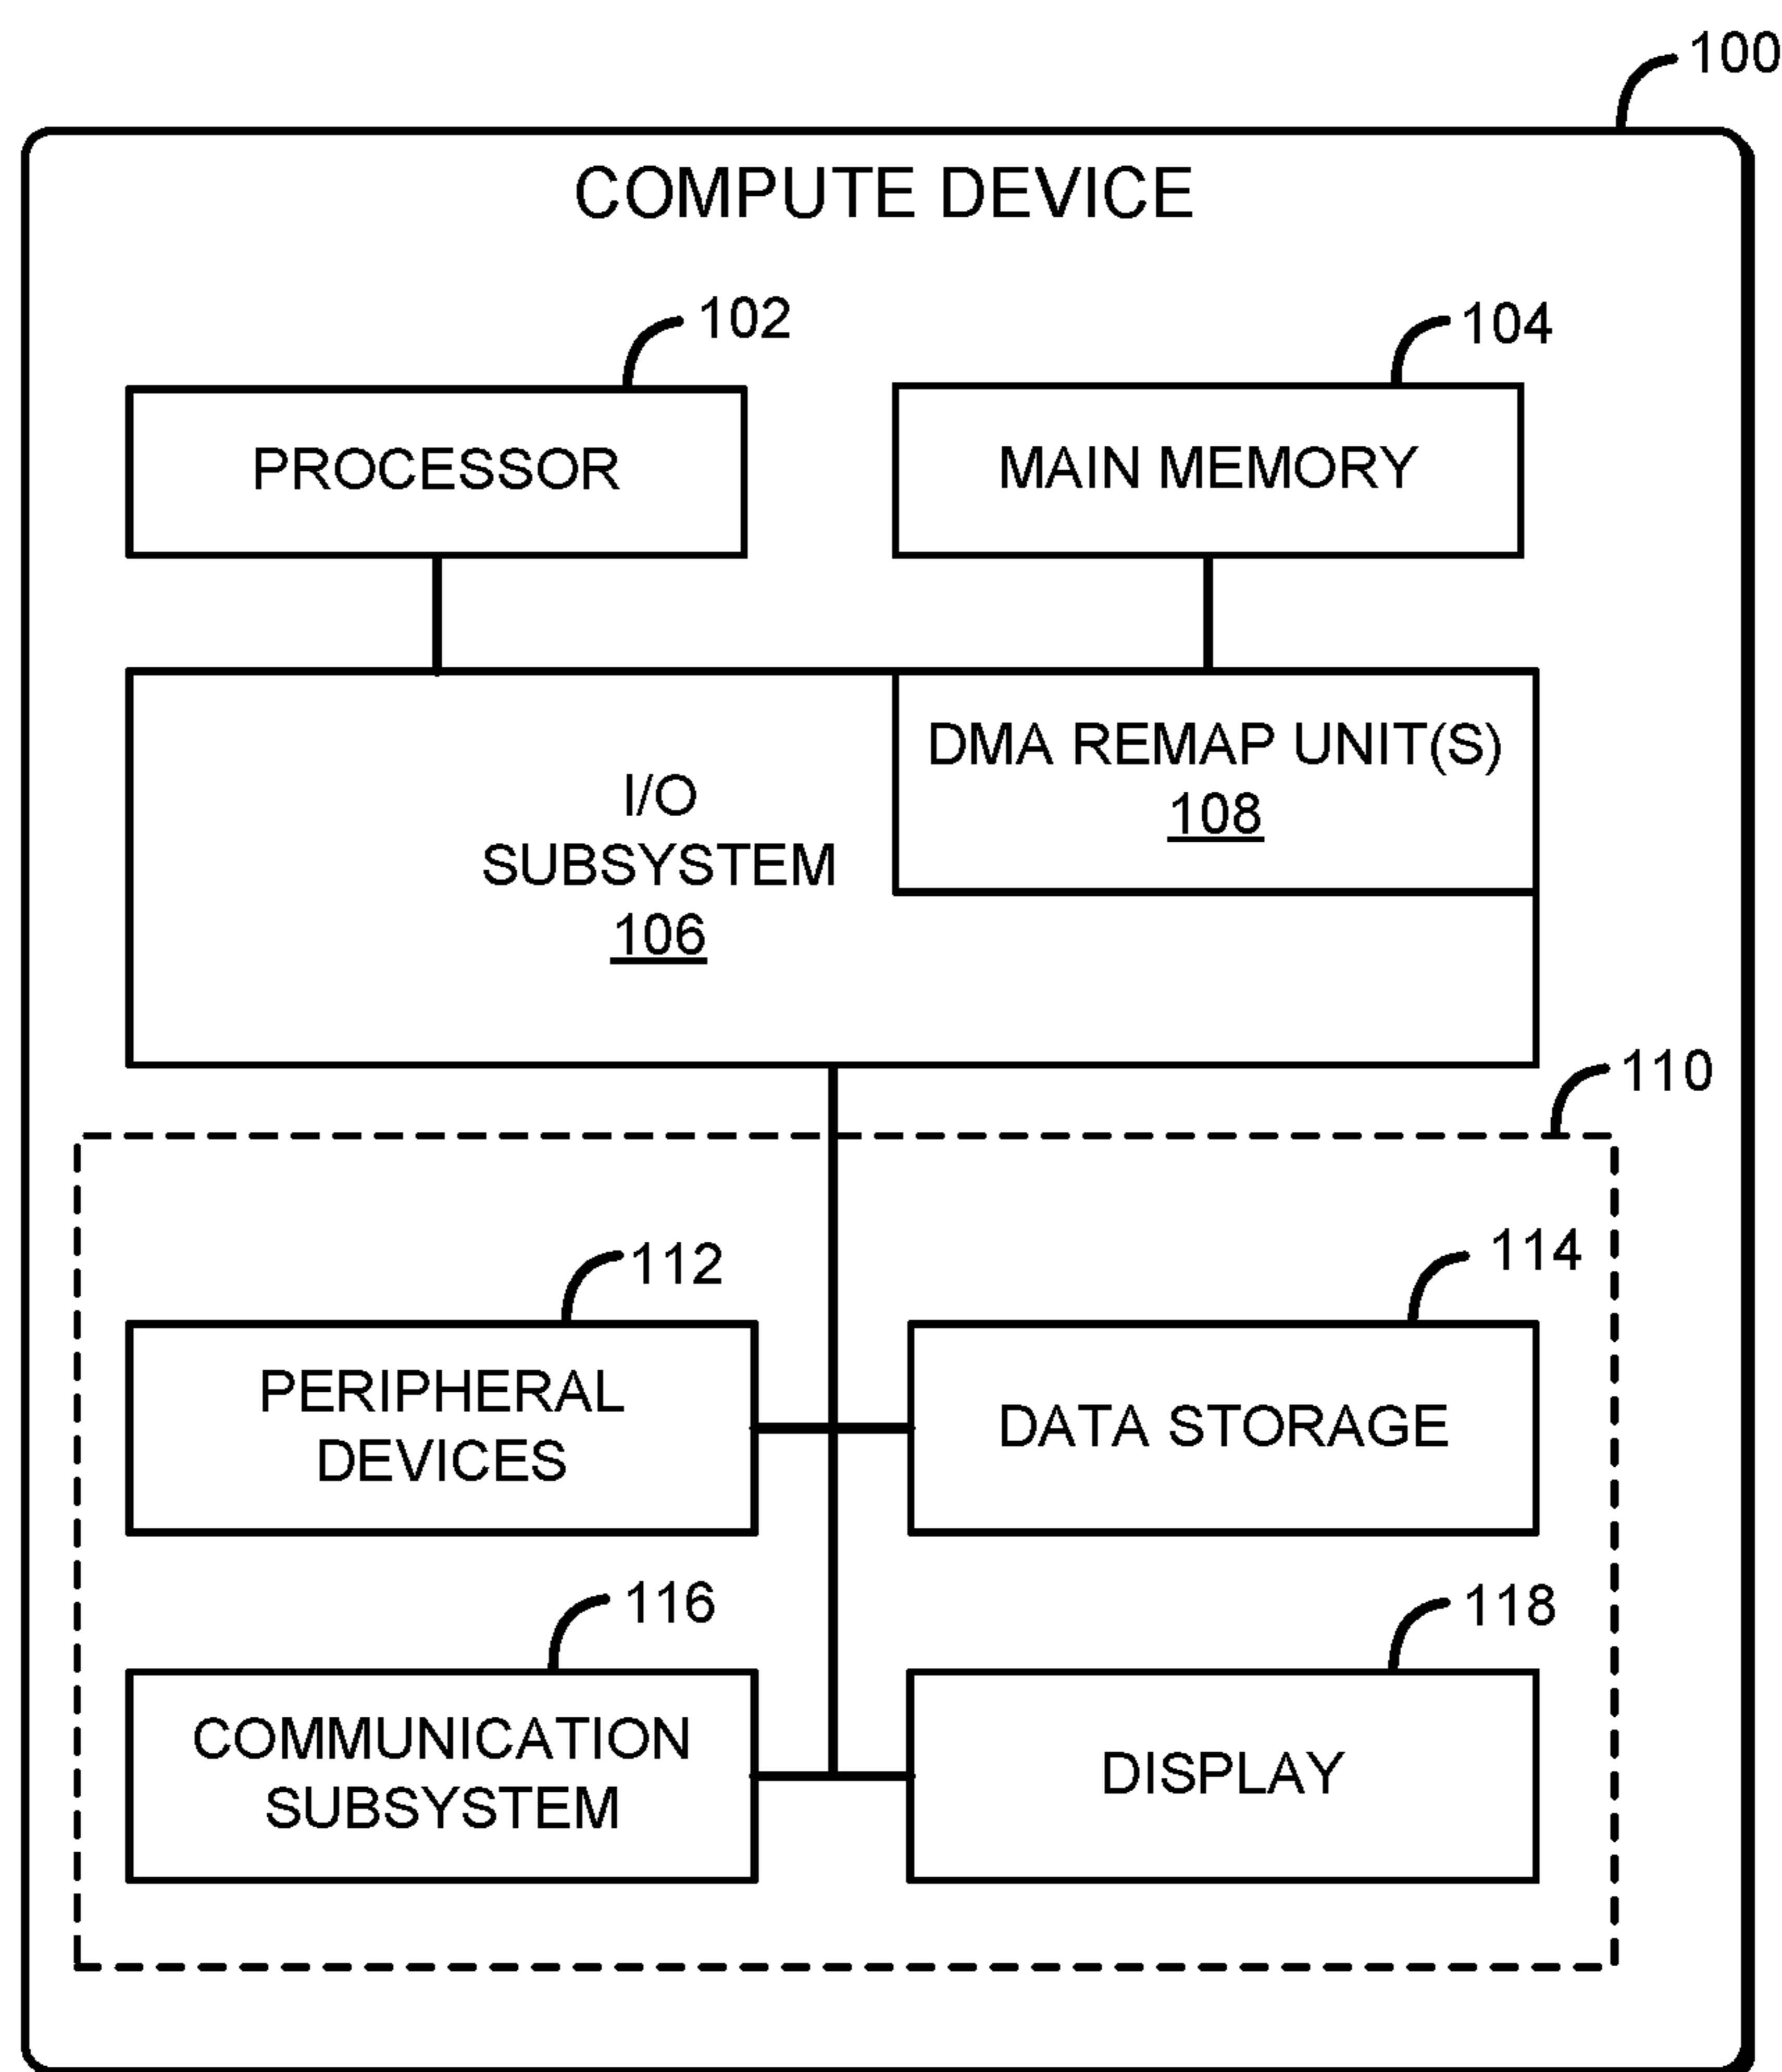 100
COMPUTE DEVICE
102
104
PROCESSOR
MAIN MEMORY
DMA REMAP UNIT(S)
108
I/O
SUBSYSTEM
106
110
112
114
PERIPHERAL
DEVICES
DATA STORAGE
116
118
COMMUNICATION
SUBSYSTEM
DISPLAY